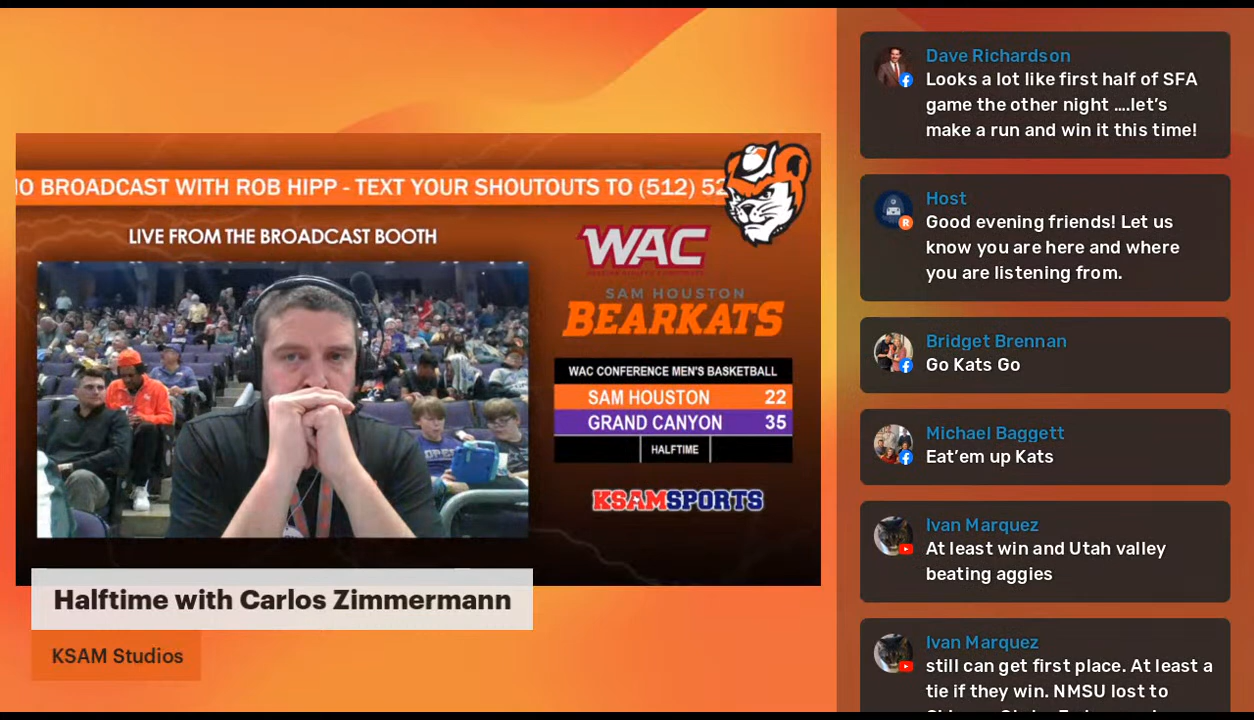 IO BROADCAST WITH ROB HIPP - TEXT YOUR SHOUTOUTS TO (512) 52
LIVE FROM THE BROADCAST BOOTH
WAC
SAM HOUSTON
BEARKATS
WAC CONFERENCE MEN'S BASKETBALL
SAM HOUSTON 22
GRAND CANYON 35
HALFTIME
KSAMSPORTS
Halftime with Carlos Zimmermann
KSAM Studios
Dave Richardson
Looks a lot like first half of SFA
game the other night ....let's
make a run and win it this time!
Host
Good evening friends! Let us
know you are here and where
you are listening from.
Bridget Brennan
Go Kats Go
Michael Baggett
Eat'em up Kats
Ivan Marquez
At least win and Utah valley
beating aggies
Ivan Marquez
still can get first place. At least a
tie if they win. NMSU lost to